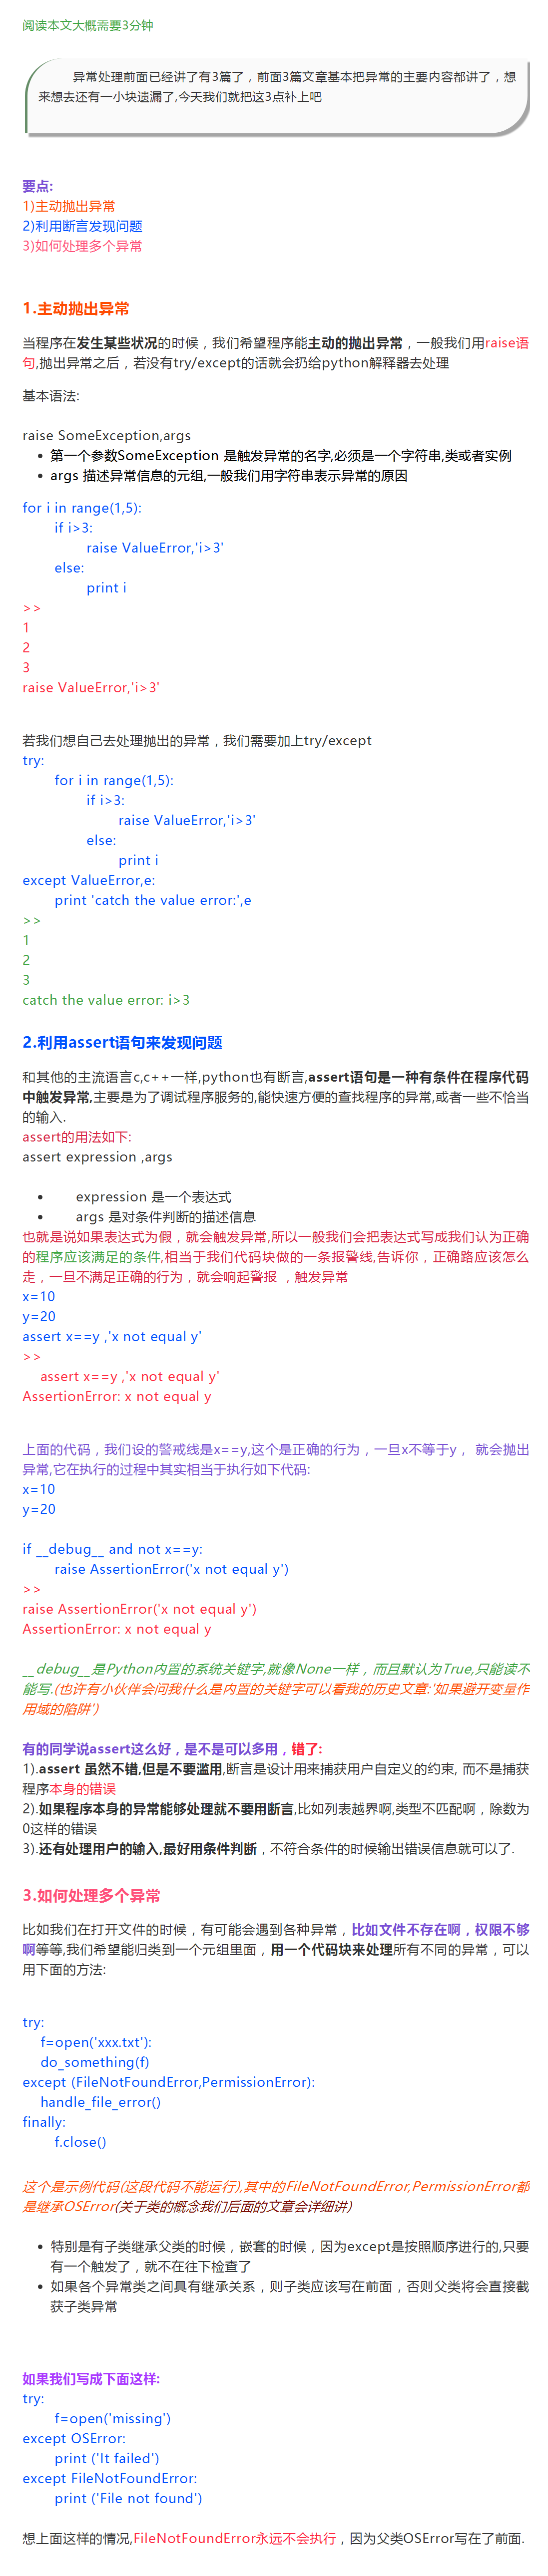 阅读本文大概需要3分钟
异常处理前面已经讲了有3篇了，前面3篇文章基本把异常的主要内容都讲了，想
来想去还有一小块遗漏了,今天我们就把这3点补上吧
要点:
1)主动抛出异常
2)利用断言发现问题
3)如何处理多个异常
1.主动抛出异常
当程序在发生某些状况的时候，我们希望程序能主动的抛出异常，一般我们用raise语
句,抛出异常之后，若没有try/except的话就会扔给python解释器去处理
基本语法:
raise SomeException,args
• 第一个参数SomeException 是触发异常的名字,必须是一个字符串,类或者实例
• args 描述异常信息的元组,一般我们用字符串表示异常的原因
for i in range(1,5):
if i>3:
raise ValueError,'i>3'
else:
print i
>>
1
2
3
raise ValueError,'i>3'
若我们想自己去处理抛出的异常，我们需要加上try/except
try:
for i in range(1,5):
if i>3:
raise ValueError,'i>3'
else:
print i
except ValueError,e:
print 'catch the value error:',e
>>
1
2
3
catch the value error: i>3
2.利用assert语句来发现问题
和其他的主流语言c,c++一样,python也有断言,assert语句是一种有条件在程序代码
中触发异常,主要是为了调试程序服务的,能快速方便的查找程序的异常,或者一些不恰当
的输入.
assert的用法如下:
assert expression ,args
• expression 是一个表达式
• args 是对条件判断的描述信息
也就是说如果表达式为假，就会触发异常,所以一般我们会把表达式写成我们认为正确
的程序应该满足的条件,相当于我们代码块做的一条报警线,告诉你，正确路应该怎么
走，一旦不满足正确的行为，就会响起警报 ，触发异常
x=10
y=20
assert x==y ,'x not equal y'
>>
assert x==y ,'x not equal y'
AssertionError: x not equal y
上面的代码，我们设的警戒线是x==y,这个是正确的行为，一旦x不等于y， 就会抛出
异常,它在执行的过程中其实相当于执行如下代码:
x=10
y=20
if __debug__ and not x==y:
raise AssertionError('x not equal y')
>>
raise AssertionError('x not equal y')
AssertionError: x not equal y
__debug__是Python内置的系统关键字,就像None一样，而且默认为True,只能读不
能写.(也许有小伙伴会问我什么是内置的关键字可以看我的历史文章:'如果避开变量作
用域的陷阱')
有的同学说assert这么好，是不是可以多用，错了:
1).assert 虽然不错,但是不要滥用,断言是设计用来捕获用户自定义的约束, 而不是捕获
程序本身的错误
2).如果程序本身的异常能够处理就不要用断言,比如列表越界啊,类型不匹配啊，除数为
0这样的错误
3).还有处理用户的输入,最好用条件判断，不符合条件的时候输出错误信息就可以了.
3.如何处理多个异常
比如我们在打开文件的时候，有可能会遇到各种异常，比如文件不存在啊，权限不够
啊等等,我们希望能归类到一个元组里面，用一个代码块来处理所有不同的异常，可以
用下面的方法:
try:
f=open('xxx.txt'):
do_something(f)
except (FileNotFoundError,PermissionError):
handle_file_error()
finally:
f.close()
这个是示例代码(这段代码不能运行),其中的FileNotFoundError,PermissionError都
是继承OSError(关于类的概念我们后面的文章会详细讲)
• 特别是有子类继承父类的时候，嵌套的时候，因为except是按照顺序进行的,只要
有一个触发了，就不在往下检查了
• 如果各个异常类之间具有继承关系，则子类应该写在前面，否则父类将会直接截
获子类异常
如果我们写成下面这样:
try:
f=open('missing')
except OSError:
print ('It failed')
except FileNotFoundError:
print ('File not found')
想上面这样的情况,FileNotFoundError永远不会执行，因为父类OSError写在了前面.